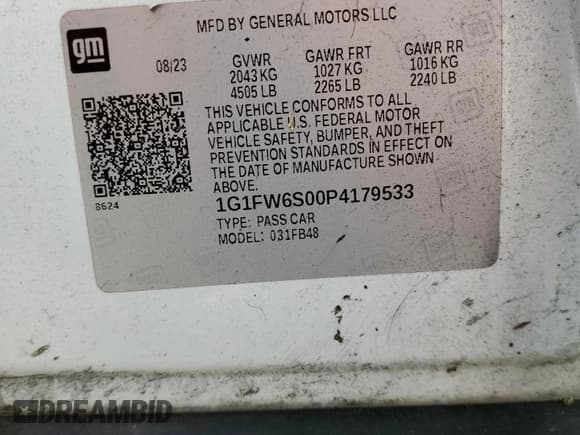 MFD BY GENERAL MOTORS LLC
gm
08/23 GVWR GAWR FRT GAWR RR
2043 KG 1027 KG 1016 KG
4505 LB 2265 LB 2240 LB
THIS VEHICLE CONFORMS TO ALL
APPLICABLE U.S. FEDERAL MOTOR
VEHICLE SAFETY, BUMPER, AND THEFT
PREVENTION STANDARDS IN EFFECT ON
THE DATE OF MANUFACTURE SHOWN
ABOVE.
8624
1G1FW6S00P4179533
TYPE: PASS CAR
MODEL: 031FB48
DREAMBID